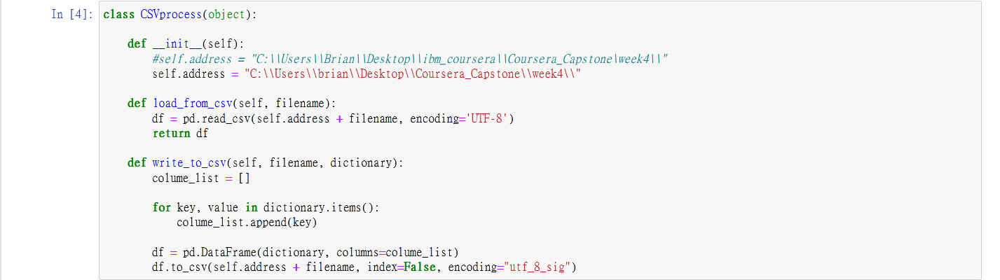 In [4]: class CSVprocess(object):
def __init__(self):
#self.address = "C:\\Users\\Brian\\Desktop\\ibm_coursera\\Coursera_Capstone\week4\\"
self.address = "C:\\Users\\brian\\Desktop\\Coursera_Capstone\\week4\\"
def load_from_csv(self, filename):
df = pd.read_csv(self.address + filename, encoding='UTF-8')
return df
def write_to_csv(self, filename, dictionary):
colume_list = []
for key, value in dictionary.items():
colume_list.append(key)
df = pd.DataFrame(dictionary, columns=colume_list)
df.to_csv(self.address + filename, index=False, encoding="utf_8_sig")